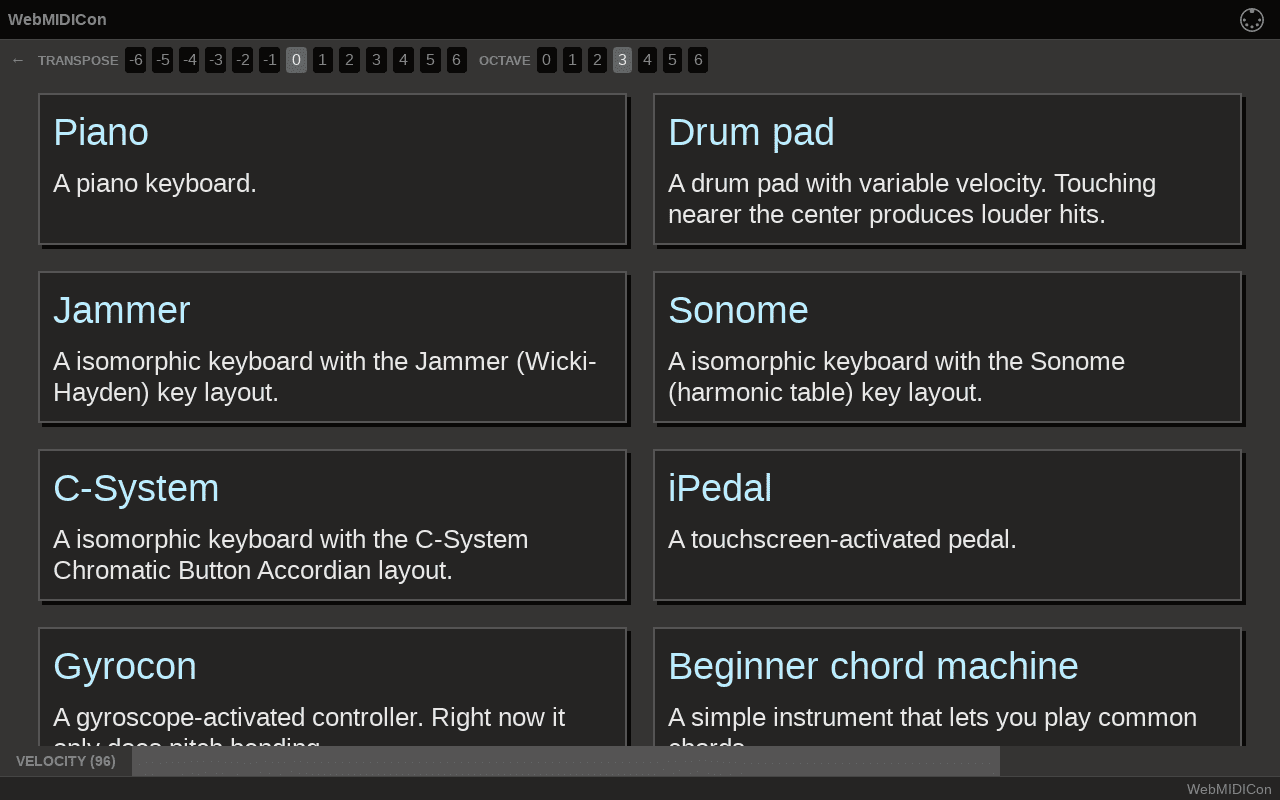 WebMIDICon
← TRANSPOSE -6 -5 -4 -3 -2 -1 0 1 2 3 4 5 6 OCTAVE 0 1 2 3 4 5 6
Piano
A piano keyboard.
Drum pad
A drum pad with variable velocity. Touching
nearer the center produces louder hits.
Jammer
A isomorphic keyboard with the Jammer (Wicki-
Hayden) key layout.
Sonome
A isomorphic keyboard with the Sonome
(harmonic table) key layout.
C-System
A isomorphic keyboard with the C-System
Chromatic Button Accordian layout.
iPedal
A touchscreen-activated pedal.
Gyrocon
A gyroscope-activated controller. Right now it
only does pitch bending.
Beginner chord machine
A simple instrument that lets you play common
chords.
VELOCITY (96)
WebMIDICon